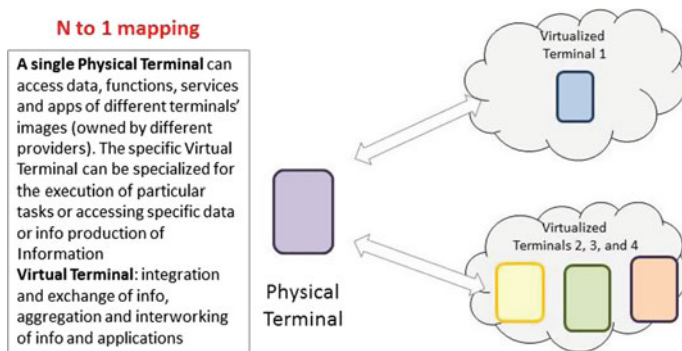 N to 1 mapping
A single Physical Terminal can
access data, functions, services
and apps of different terminals'
images (owned by different
providers). The specific Virtual
Terminal can be specialized for
the execution of particular
tasks or accessing specific data
or info production of
Information
Virtual Terminal: integration
and exchange of info,
aggregation and interworking
of info and applications
Physical
Terminal
Virtualized
Terminal 1
Virtualized
Terminals 2, 3, and 4